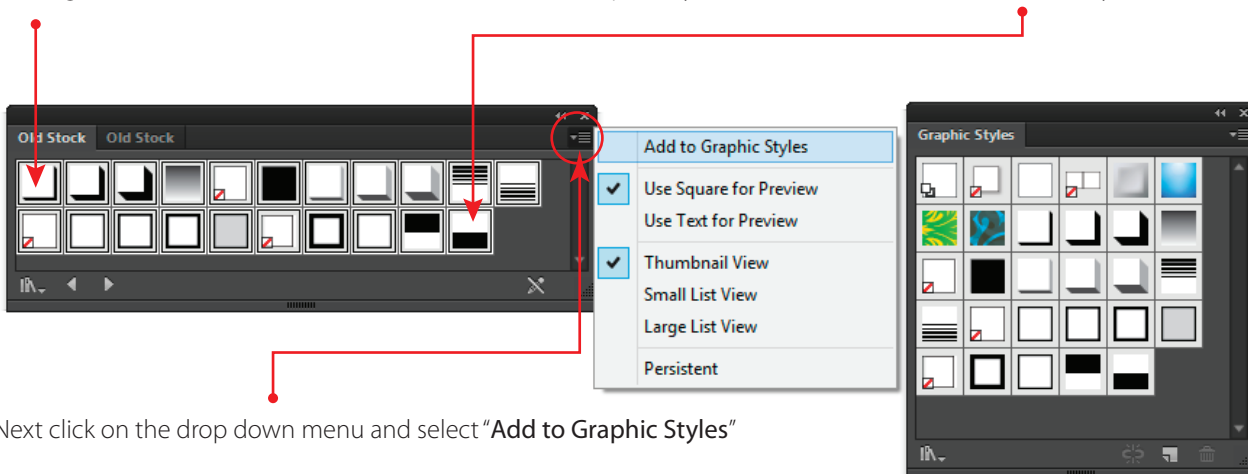 Old Stock Old Stock
Add to Graphic Styles
Use Square for Preview
Use Text for Preview
Thumbnail View
Small List View
Large List View
Persistent
Graphic Styles
Next click on the drop down menu and select “Add to Graphic Styles”